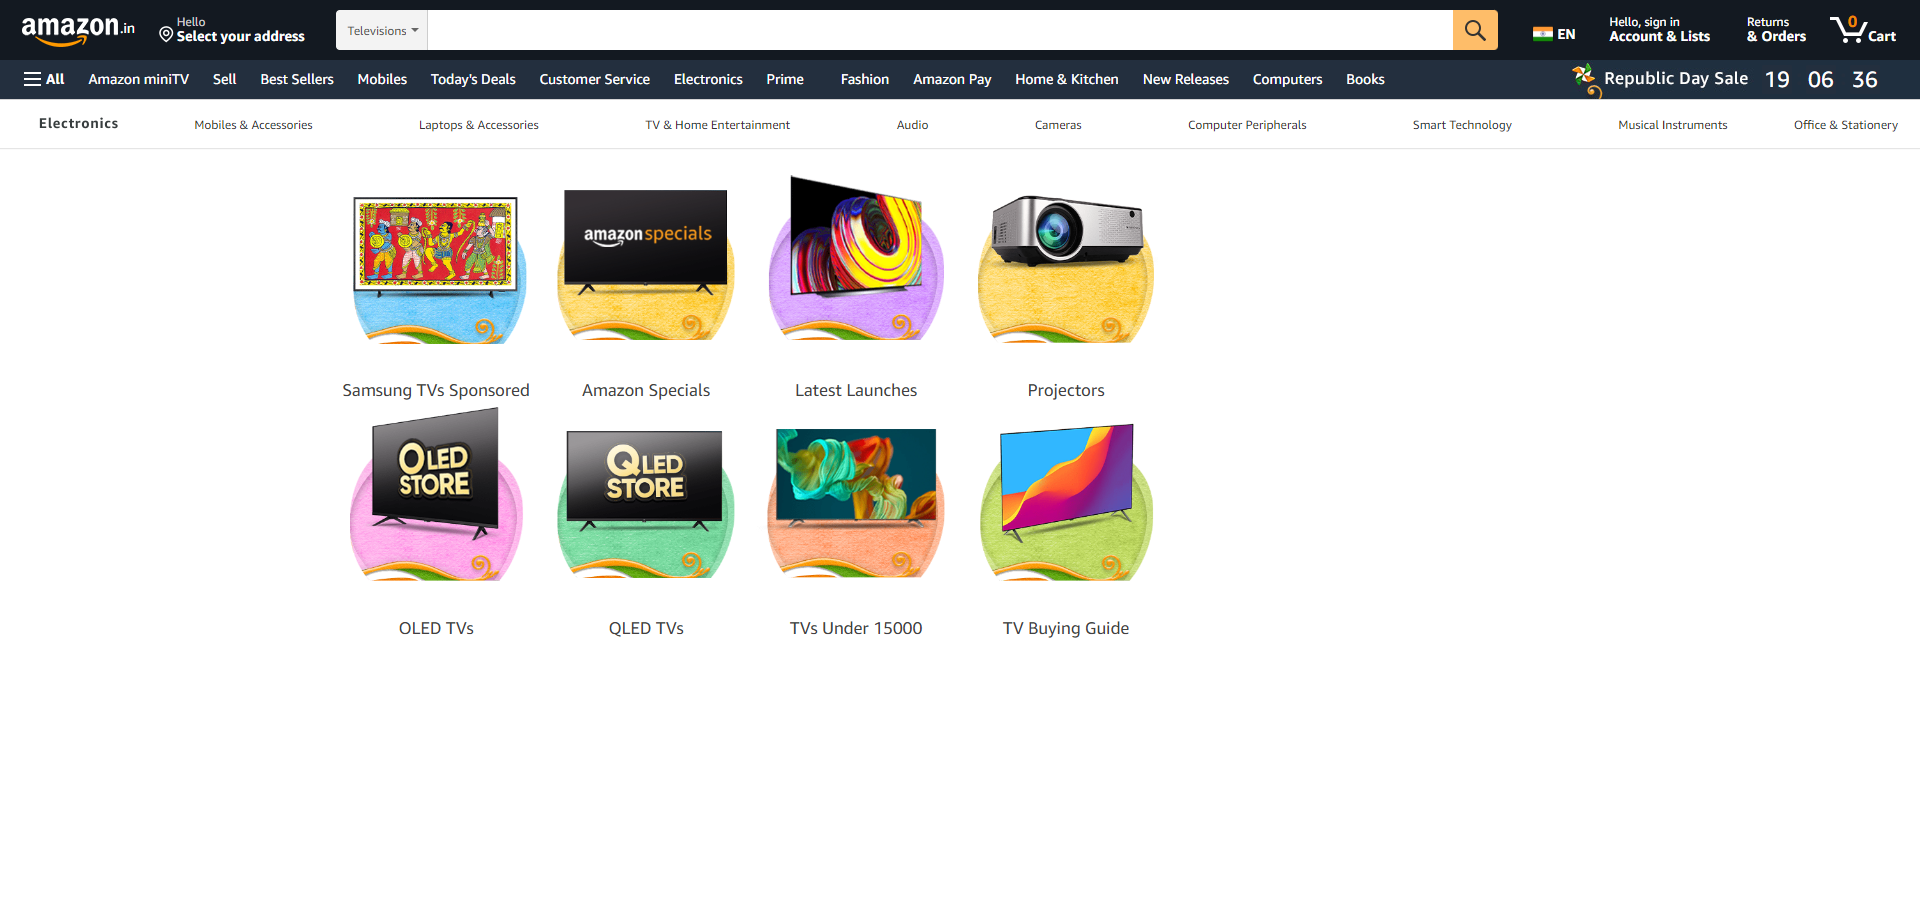 amazon.in
Hello
Select your address
Televisions
EN
Hello, sign in
Account & Lists
Returns
& Orders
0
Cart
All Amazon miniTV Sell Best Sellers Mobiles Today's Deals Customer Service Electronics Prime Fashion Amazon Pay Home & Kitchen New Releases Computers Books
Republic Day Sale 19 06 36
Electronics Mobiles & Accessories Laptops & Accessories TV & Home Entertainment Audio Cameras Computer Peripherals Smart Technology Musical Instruments Office & Stationery
amazon specials
Samsung TVs Sponsored Amazon Specials Latest Launches Projectors
OLED
STORE
QLED
STORE
OLED TVs QLED TVs TVs Under 15000 TV Buying Guide